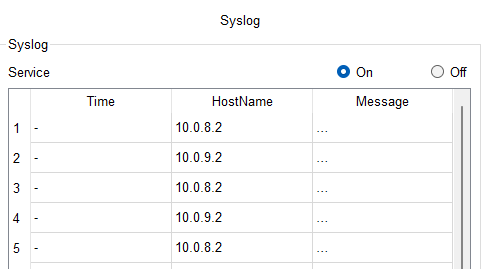 Syslog
Syslog
Service On Off
Time HostName Message
1 - 10.0.8.2 ...
2 - 10.0.9.2 ...
3 - 10.0.8.2 ...
4 - 10.0.9.2 ...
5 - 10.0.8.2 ...